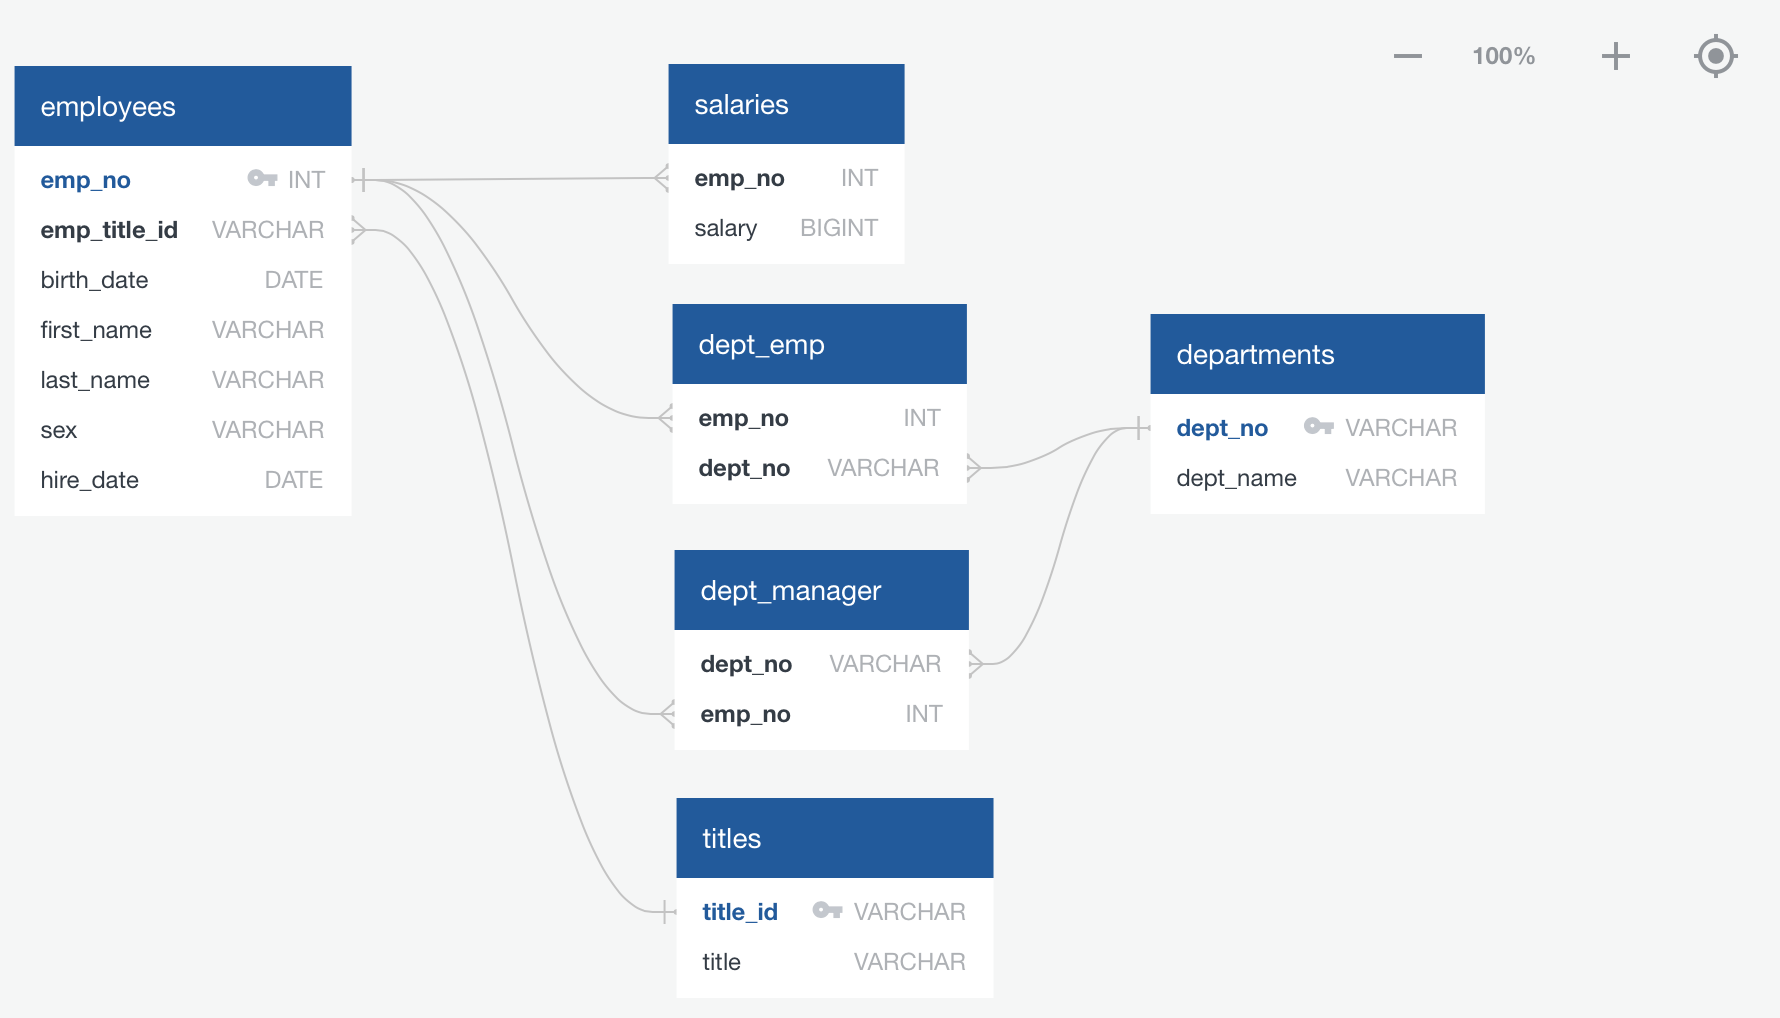 100%
employees
emp_no INT
emp_title_id VARCHAR
birth_date DATE
first_name VARCHAR
last_name VARCHAR
sex VARCHAR
hire_date DATE
salaries
emp_no INT
salary BIGINT
dept_emp
emp_no INT
dept_no VARCHAR
departments
dept_no VARCHAR
dept_name VARCHAR
dept_manager
dept_no VARCHAR
emp_no INT
titles
title_id VARCHAR
title VARCHAR